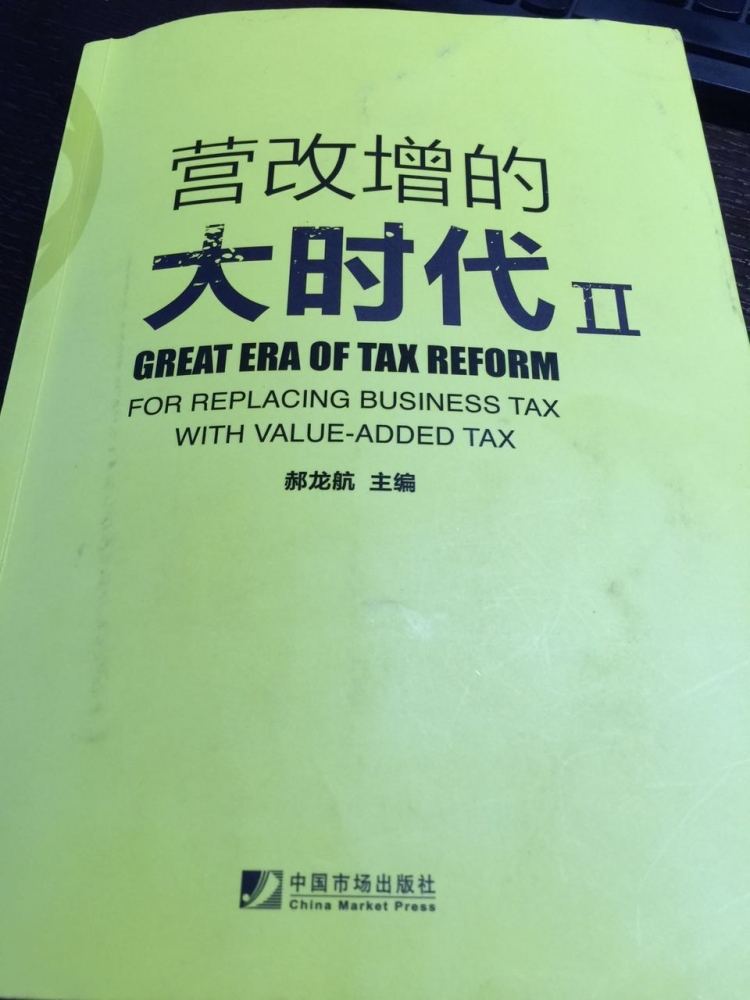 营改增的
大时代 II
GREAT ERA OF TAX REFORM
FOR REPLACING BUSINESS TAX
WITH VALUE-ADDED TAX
郝龙航 主编
中国市场出版社
China Market Press